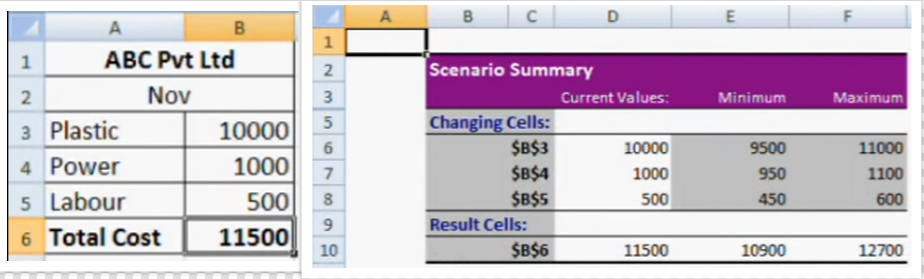 A B
1 ABC Pvt Ltd
2 Nov
3 Plastic 10000
4 Power 1000
5 Labour 500
6 Total Cost 11500
A B C D E F
1
2 Scenario Summary
3 Current Values: Minimum Maximum
5 Changing Cells:
6 $B$3 10000 9500 11000
7 $B$4 1000 950 1100
8 $B$5 500 450 600
9 Result Cells:
10 $B$6 11500 10900 12700